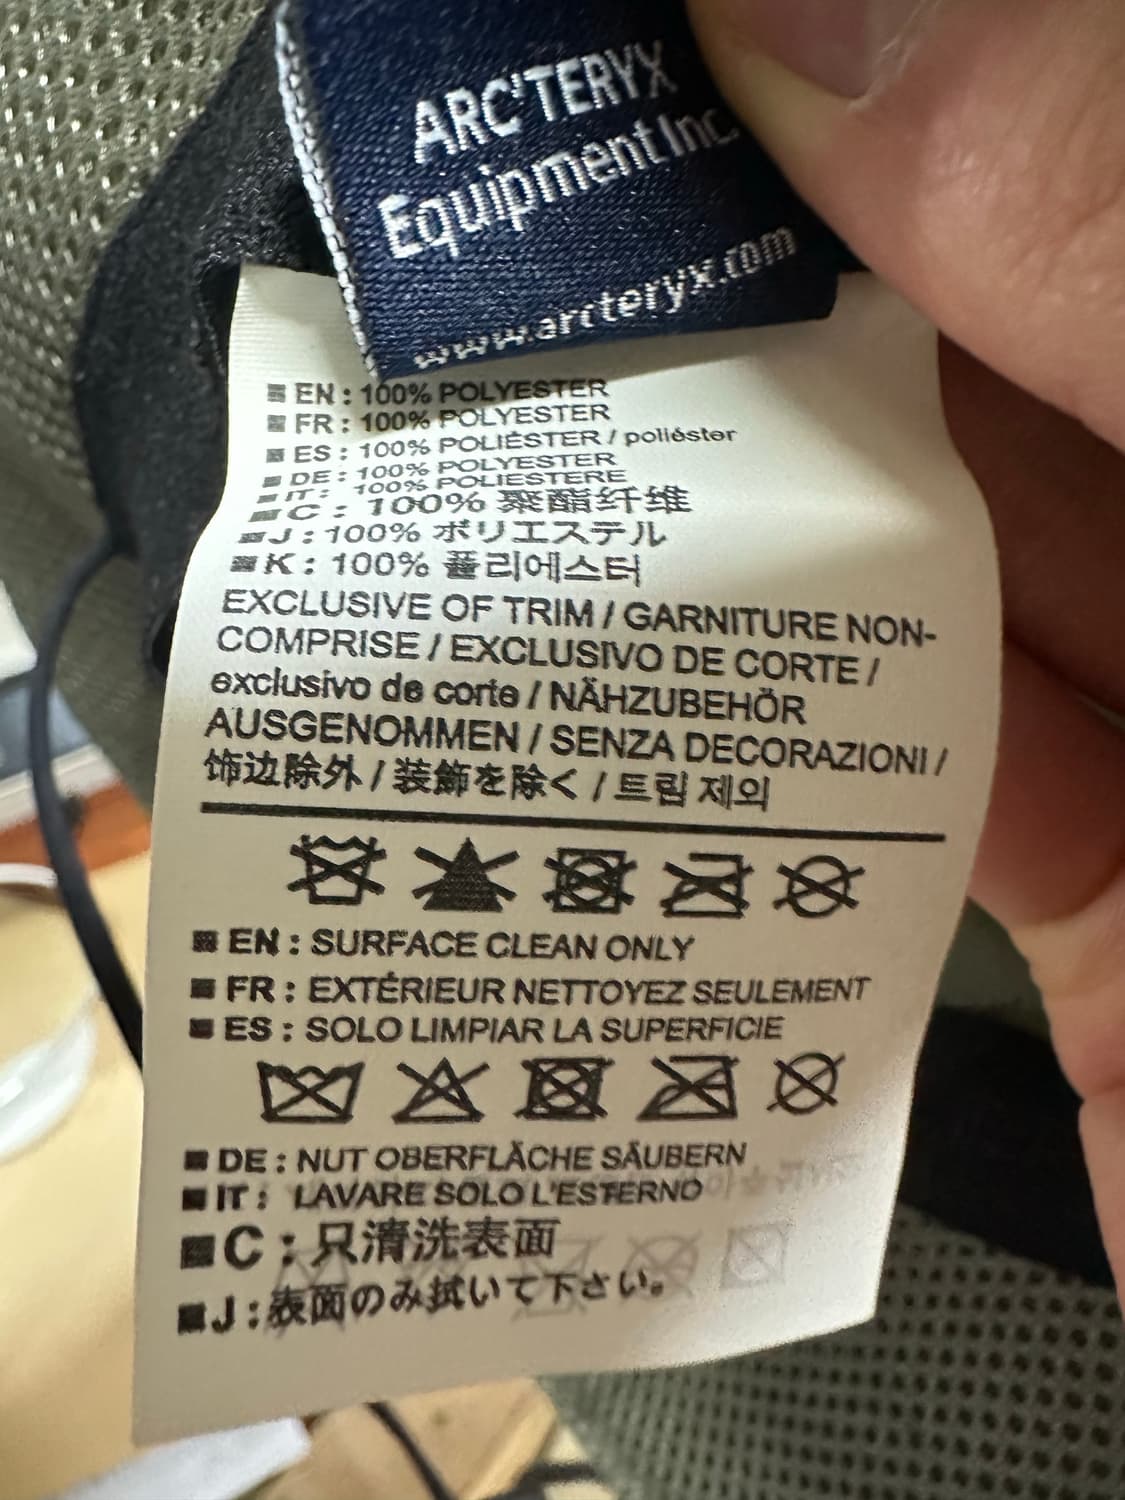 ARC'TERYX
Equipment Inc.
www.arcteryx.com
EN : 100% POLYESTER
FR : 100% POLYESTER
ES : 100% POLIÉSTER / poliéster
DE : 100% POLYESTER
IT : 100% POLIESTERE
C : 100% 聚酯纤维
J : 100% ポリエステル
K : 100% 폴리에스터
EXCLUSIVE OF TRIM / GARNITURE NON-
COMPRISE / EXCLUSIVO DE CORTE /
exclusivo de corte / NÄHZUBEHÖR
AUSGENOMMEN / SENZA DECORAZIONI /
饰边除外 / 装飾を除く / 트림 제외
EN : SURFACE CLEAN ONLY
FR : EXTÉRIEUR NETTOYEZ SEULEMENT
ES : SOLO LIMPIAR LA SUPERFICIE
DE : NUT OBERFLÄCHE SÄUBERN
IT : LAVARE SOLO L'ESTERNO
C : 只清洗表面
J : 表面のみ拭いて下さい。